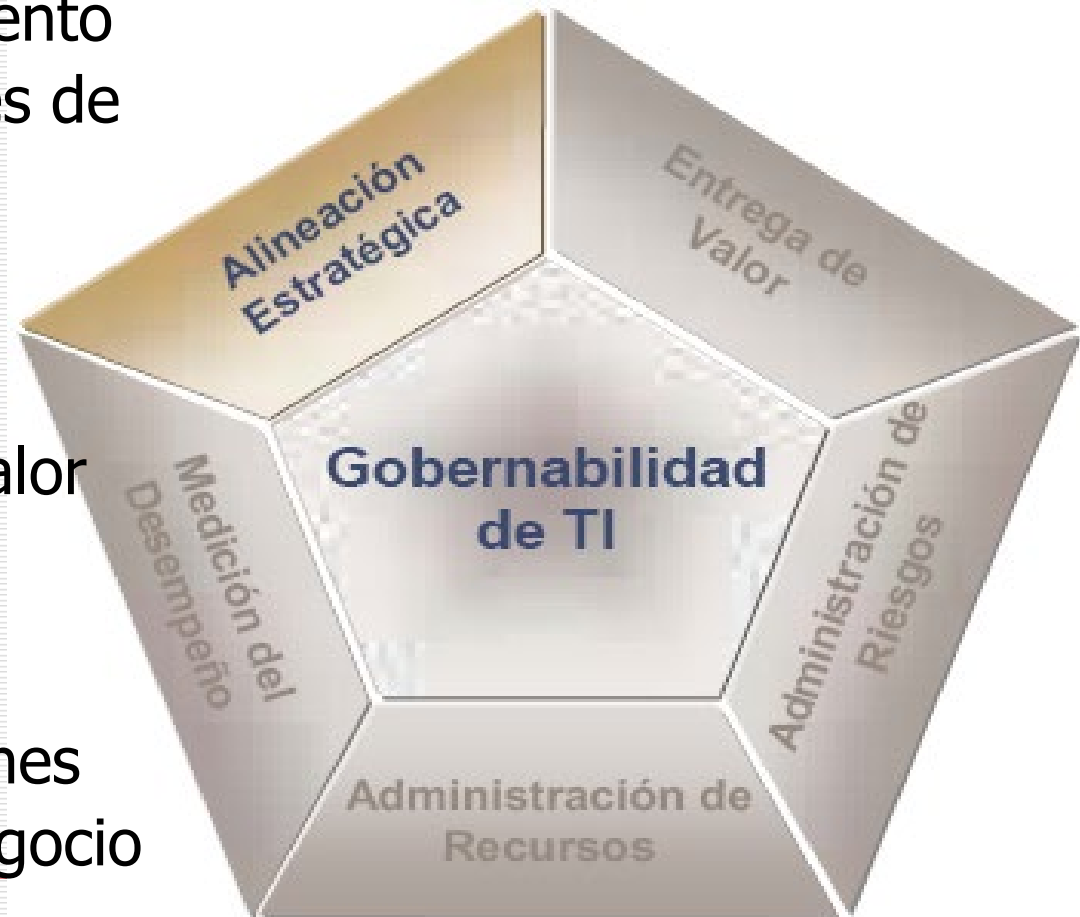 ento
es de
alor
nes
gocio
Alineación
Estratégica
Entrega de
Valor
Medición del
Desempeño
Gobernabilidad
de TI
Administración de
Riesgos
Administración de
Recursos